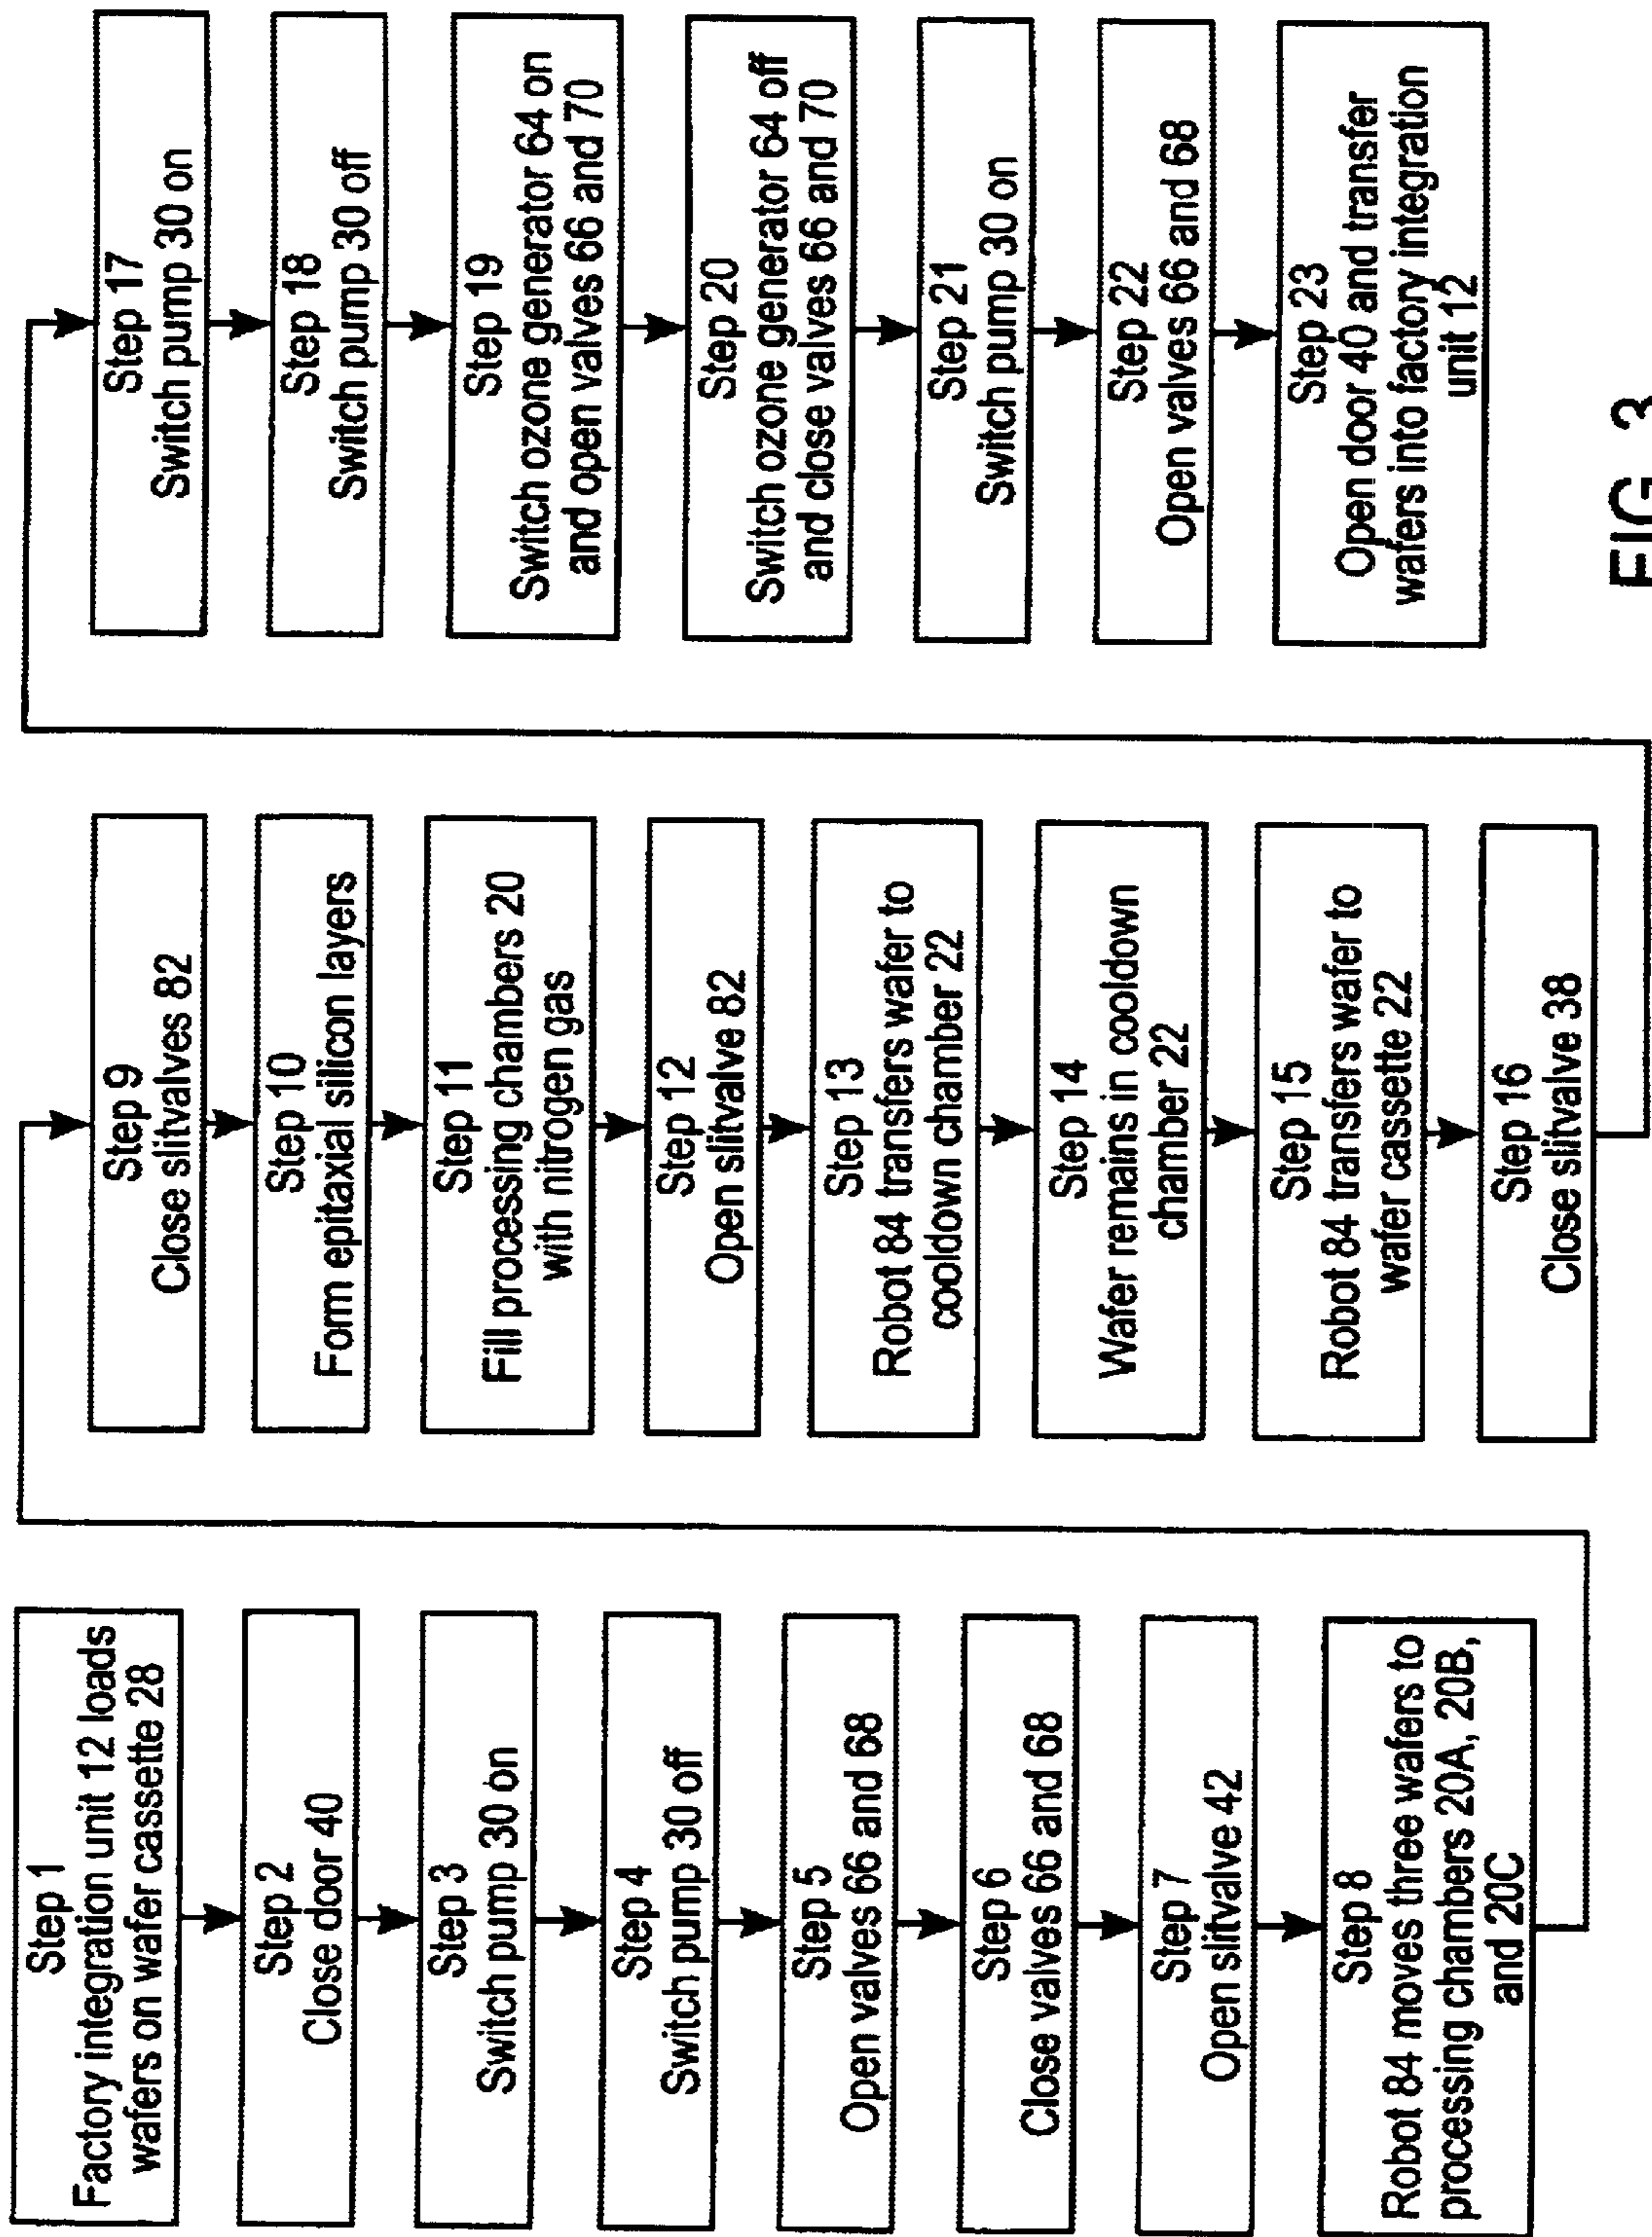 Step 1
Factory integration unit 12 loads
wafers on wafer cassette 28
Step 2
Close door 40
Step 3
Switch pump 30 on
Step 4
Switch pump 30 off
Step 5
Open valves 66 and 68
Step 6
Close valves 66 and 68
Step 7
Open slitvalve 42
Step 8
Robot 84 moves three wafers to
processing chambers 20A, 20B,
and 20C
Step 9
Close slitvalves 82
Step 10
Form epitaxial silicon layers
Step 11
Fill processing chambers 20
with nitrogen gas
Step 12
Open slitvalve 82
Step 13
Robot 84 transfers wafer to
cooldown chamber 22
Step 14
Wafer remains in cooldown
chamber 22
Step 15
Robot 84 transfers wafer to
wafer cassette 22
Step 16
Close slitvalve 38
Step 17
Switch pump 30 on
Step 18
Switch pump 30 off
Step 19
Switch ozone generator 64 on
and open valves 66 and 70
Step 20
Switch ozone generator 64 off
and close valves 66 and 70
Step 21
Switch pump 30 on
Step 22
Open valves 66 and 68
Step 23
Open door 40 and transfer
wafers into factory integration
unit 12
FIG. 3